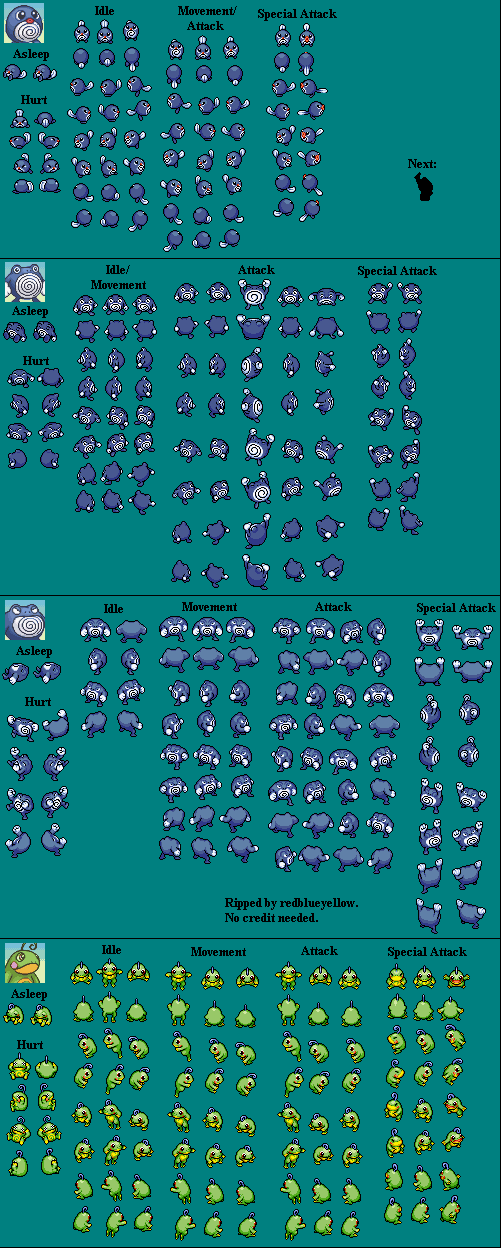 Idle
Movement/
Attack
Special Attack
Asleep
Hurt
Next:
Idle/
Movement
Attack
Special Attack
Asleep
Hurt
Idle
Movement
Attack
Special Attack
Asleep
Hurt
Ripped by redblueyellow.
No credit needed.
Idle
Movement
Attack
Special Attack
Asleep
Hurt